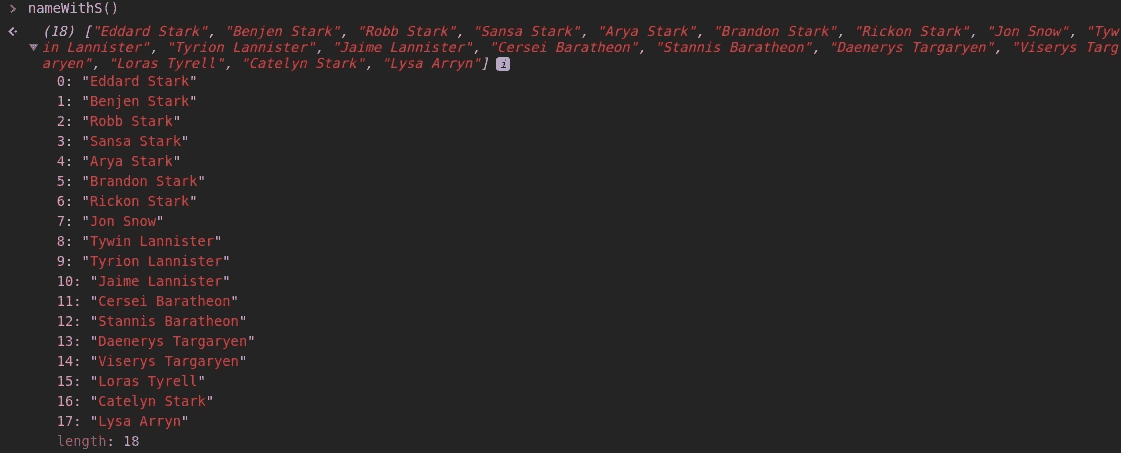 > nameWithS()
(18) ["Eddard Stark", "Benjen Stark", "Robb Stark", "Sansa Stark", "Arya Stark", "Brandon Stark", "Rickon Stark", "Jon Snow", "Tyw
in Lannister", "Tyrion Lannister", "Jaime Lannister", "Cersei Baratheon", "Stannis Baratheon", "Daenerys Targaryen", "Viserys Targ
aryen", "Loras Tyrell", "Catelyn Stark", "Lysa Arryn"] i
0: "Eddard Stark"
1: "Benjen Stark"
2: "Robb Stark"
3: "Sansa Stark"
4: "Arya Stark"
5: "Brandon Stark"
6: "Rickon Stark"
7: "Jon Snow"
8: "Tywin Lannister"
9: "Tyrion Lannister"
10: "Jaime Lannister"
11: "Cersei Baratheon"
12: "Stannis Baratheon"
13: "Daenerys Targaryen"
14: "Viserys Targaryen"
15: "Loras Tyrell"
16: "Catelyn Stark"
17: "Lysa Arryn"
length: 18